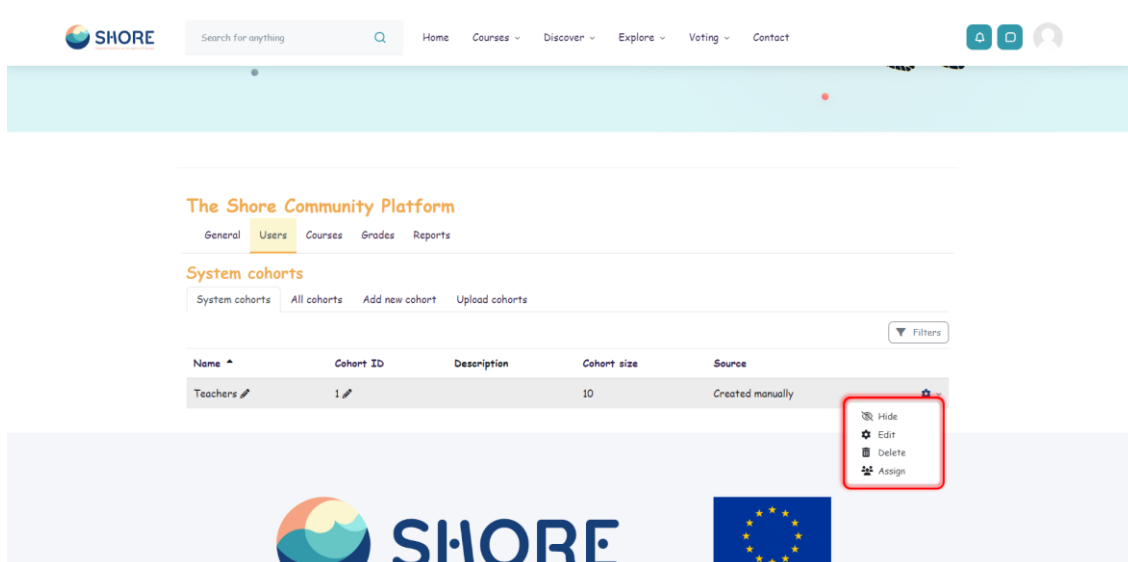 SHORE
Search for anything
Home Courses Discover Explore Voting Contact
The Shore Community Platform
General Users Courses Grades Reports
System cohorts
System cohorts All cohorts Add new cohort Upload cohorts
Filters
Name Cohort ID Description Cohort size Source
Teachers 1 10 Created manually
Hide
Edit
Delete
Assign
SHORE